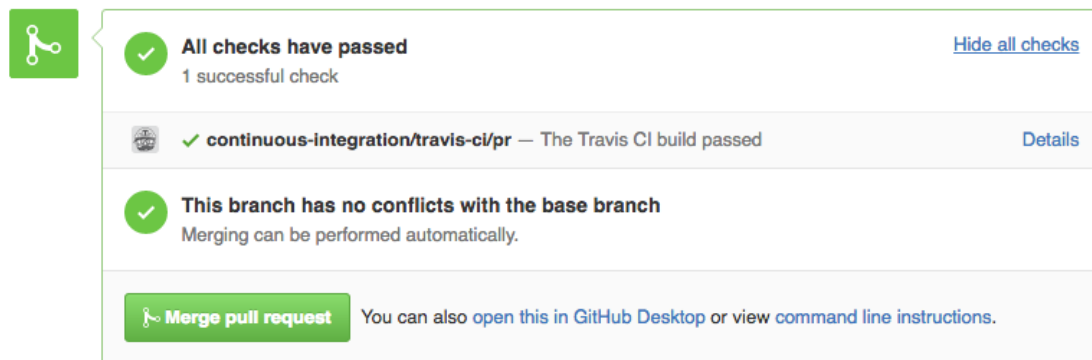 All checks have passed
Hide all checks
1 successful check
continuous-integration/travis-ci/pr — The Travis CI build passed
Details
This branch has no conflicts with the base branch
Merging can be performed automatically.
Merge pull request
You can also open this in GitHub Desktop or view command line instructions.